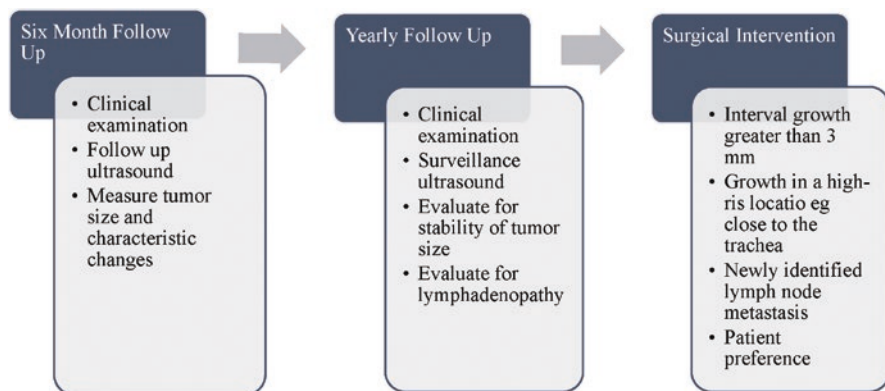 Six Month Follow
Up
• Clinical
examination
• Follow up
ultrasound
• Measure tumor
size and
characteristic
changes
Yearly Follow Up
• Clinical
examination
• Surveillance
ultrasound
• Evaluate for
stability of tumor
size
• Evaluate for
lymphadenopathy
Surgical Intervention
• Interval growth
greater than 3
mm
• Growth in a high-
ris locatio eg
close to the
trachea
• Newly identified
lymph node
metastasis
• Patient
preference